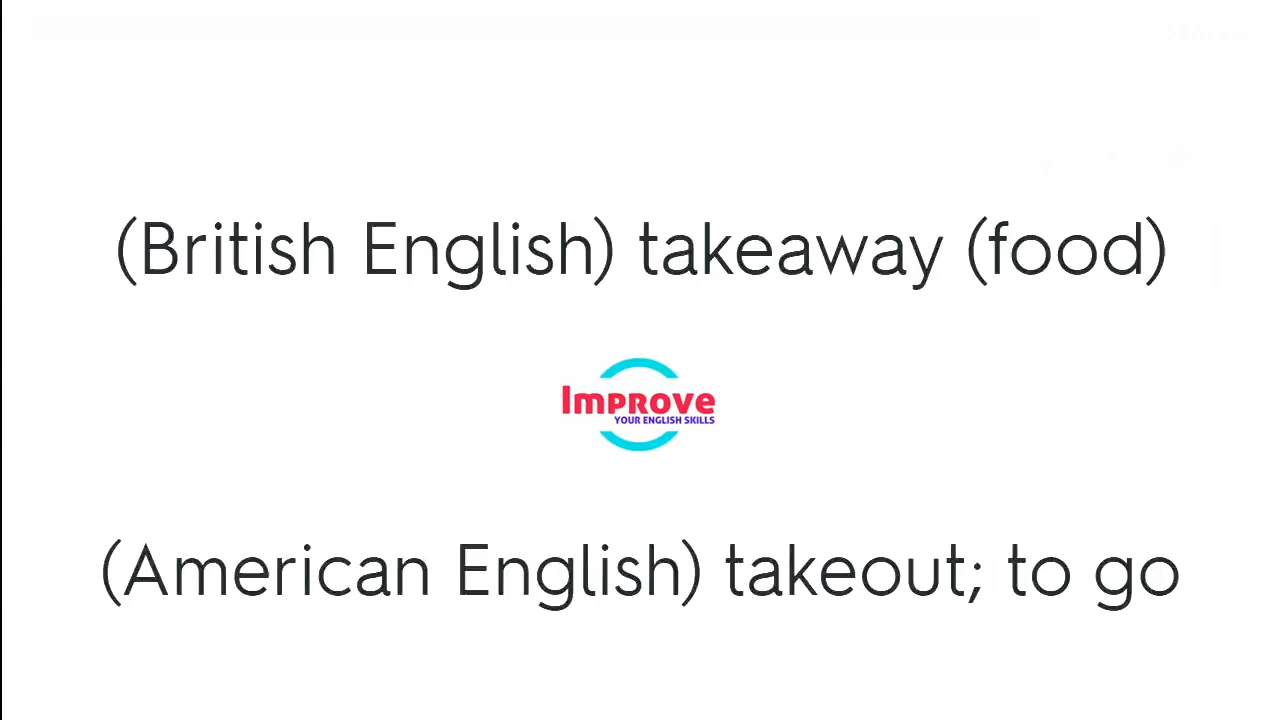 (British English) takeaway (food)
Improve
YOUR ENGLISH SKILLS
(American English) takeout; to go